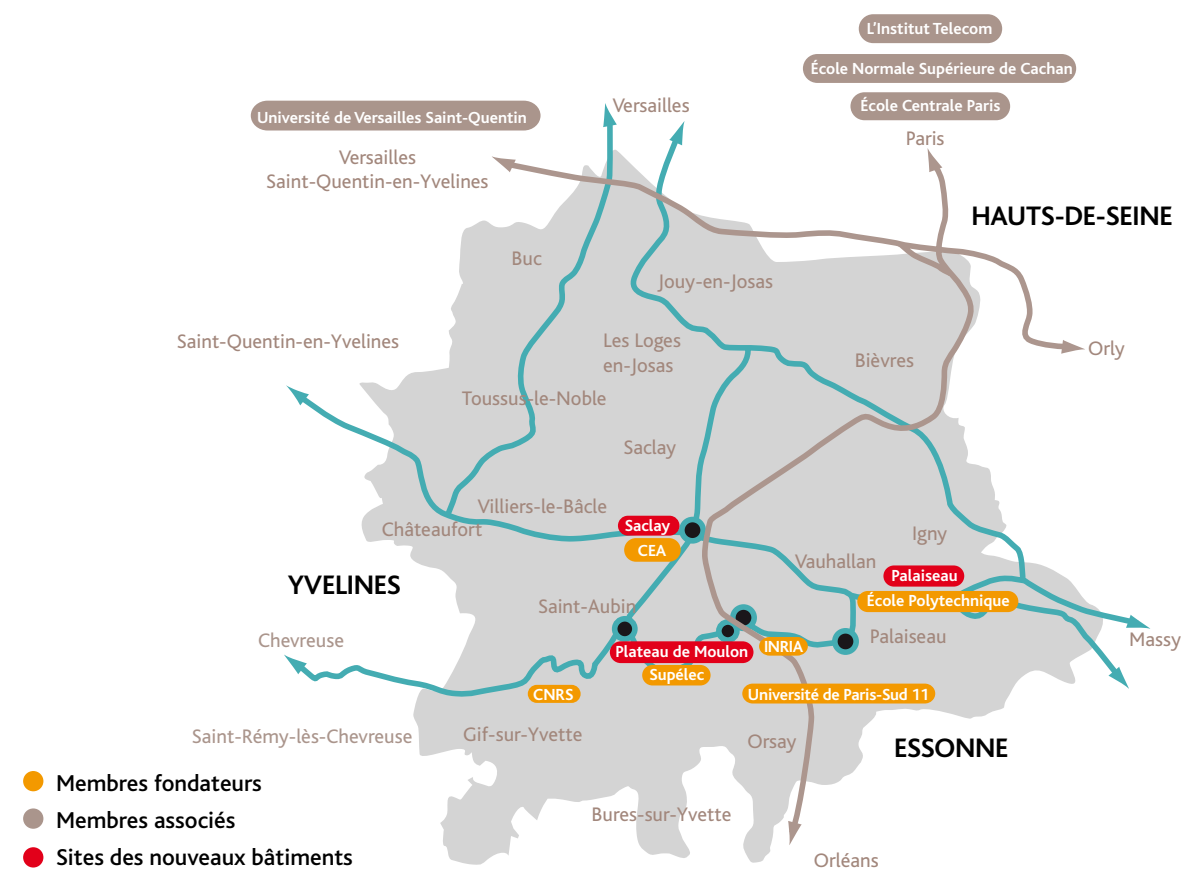 L'Institut Telecom
École Normale Supérieure de Cachan
École Centrale Paris
Université de Versailles Saint-Quentin
Versailles
Paris
Versailles
Saint-Quentin-en-Yvelines
HAUTS-DE-SEINE
Buc
Jouy-en-Josas
Saint-Quentin-en-Yvelines
Les Loges
en-Josas
Orly
Bièvres
Toussus-le-Noble
Saclay
Villiers-le-Bâcle
Châteaufort
Saclay
CEA
Igny
Vauhallan
Palaiseau
YVELINES
École Polytechnique
Saint-Aubin
Palaiseau
Massy
Chevreuse
Plateau de Moulon
INRIA
Supélec
CNRS
Université de Paris-Sud 11
Saint-Rémy-lès-Chevreuse
Gif-sur-Yvette
Orsay
ESSONNE
Membres fondateurs
Bures-sur-Yvette
Membres associés
Sites des nouveaux bâtiments
Orléans